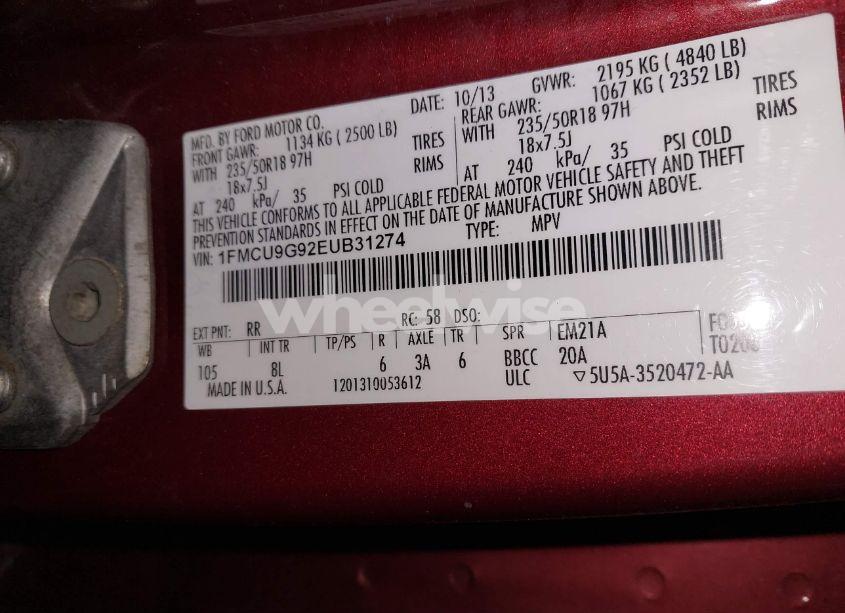 MFD. BY FORD MOTOR CO.
DATE: 10/13 GVWR: 2195 KG ( 4840 LB)
FRONT GAWR: 1134 KG ( 2500 LB) REAR GAWR: 1067 KG ( 2352 LB)
WITH 235/50R18 97H TIRES WITH 235/50R18 97H TIRES
18x7.5J RIMS 18x7.5J RIMS
AT 240 kPa/ 35 PSI COLD AT 240 kPa/ 35 PSI COLD
THIS VEHICLE CONFORMS TO ALL APPLICABLE FEDERAL MOTOR VEHICLE SAFETY AND THEFT
PREVENTION STANDARDS IN EFFECT ON THE DATE OF MANUFACTURE SHOWN ABOVE.
VIN: 1FMCU9G92EUB31274 TYPE: MPV
wheelwise
EXT PNT: RR RC: 58 DSO:
WB INT TR TP/PS R AXLE TR SPR EM21A
105 8L 6 3A 6 BBCC 20A
MADE IN U.S.A. 1201310053612 ULC ▽5U5A-3520472-AA